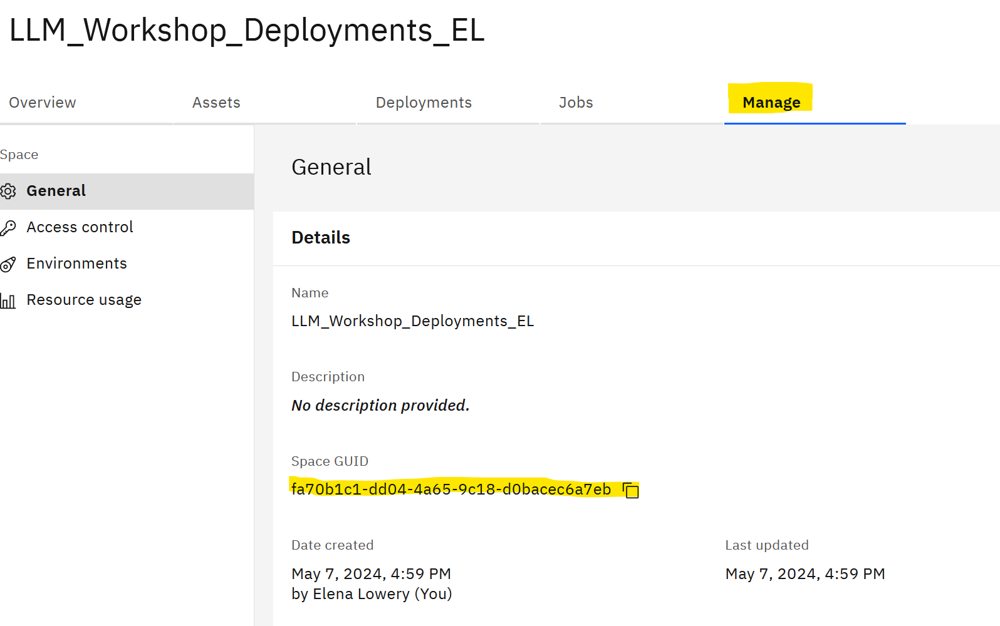 LLM_Workshop_Deployments_EL
Overview
Assets
Deployments
Jobs
Manage
Space
General
Access control
Environments
Resource usage
General
Details
Name
LLM_Workshop_Deployments_EL
Description
No description provided.
Space GUID
fa70b1c1-dd04-4a65-9c18-d0bacec6a7eb
Date created
May 7, 2024, 4:59 PM
by Elena Lowery (You)
Last updated
May 7, 2024, 4:59 PM